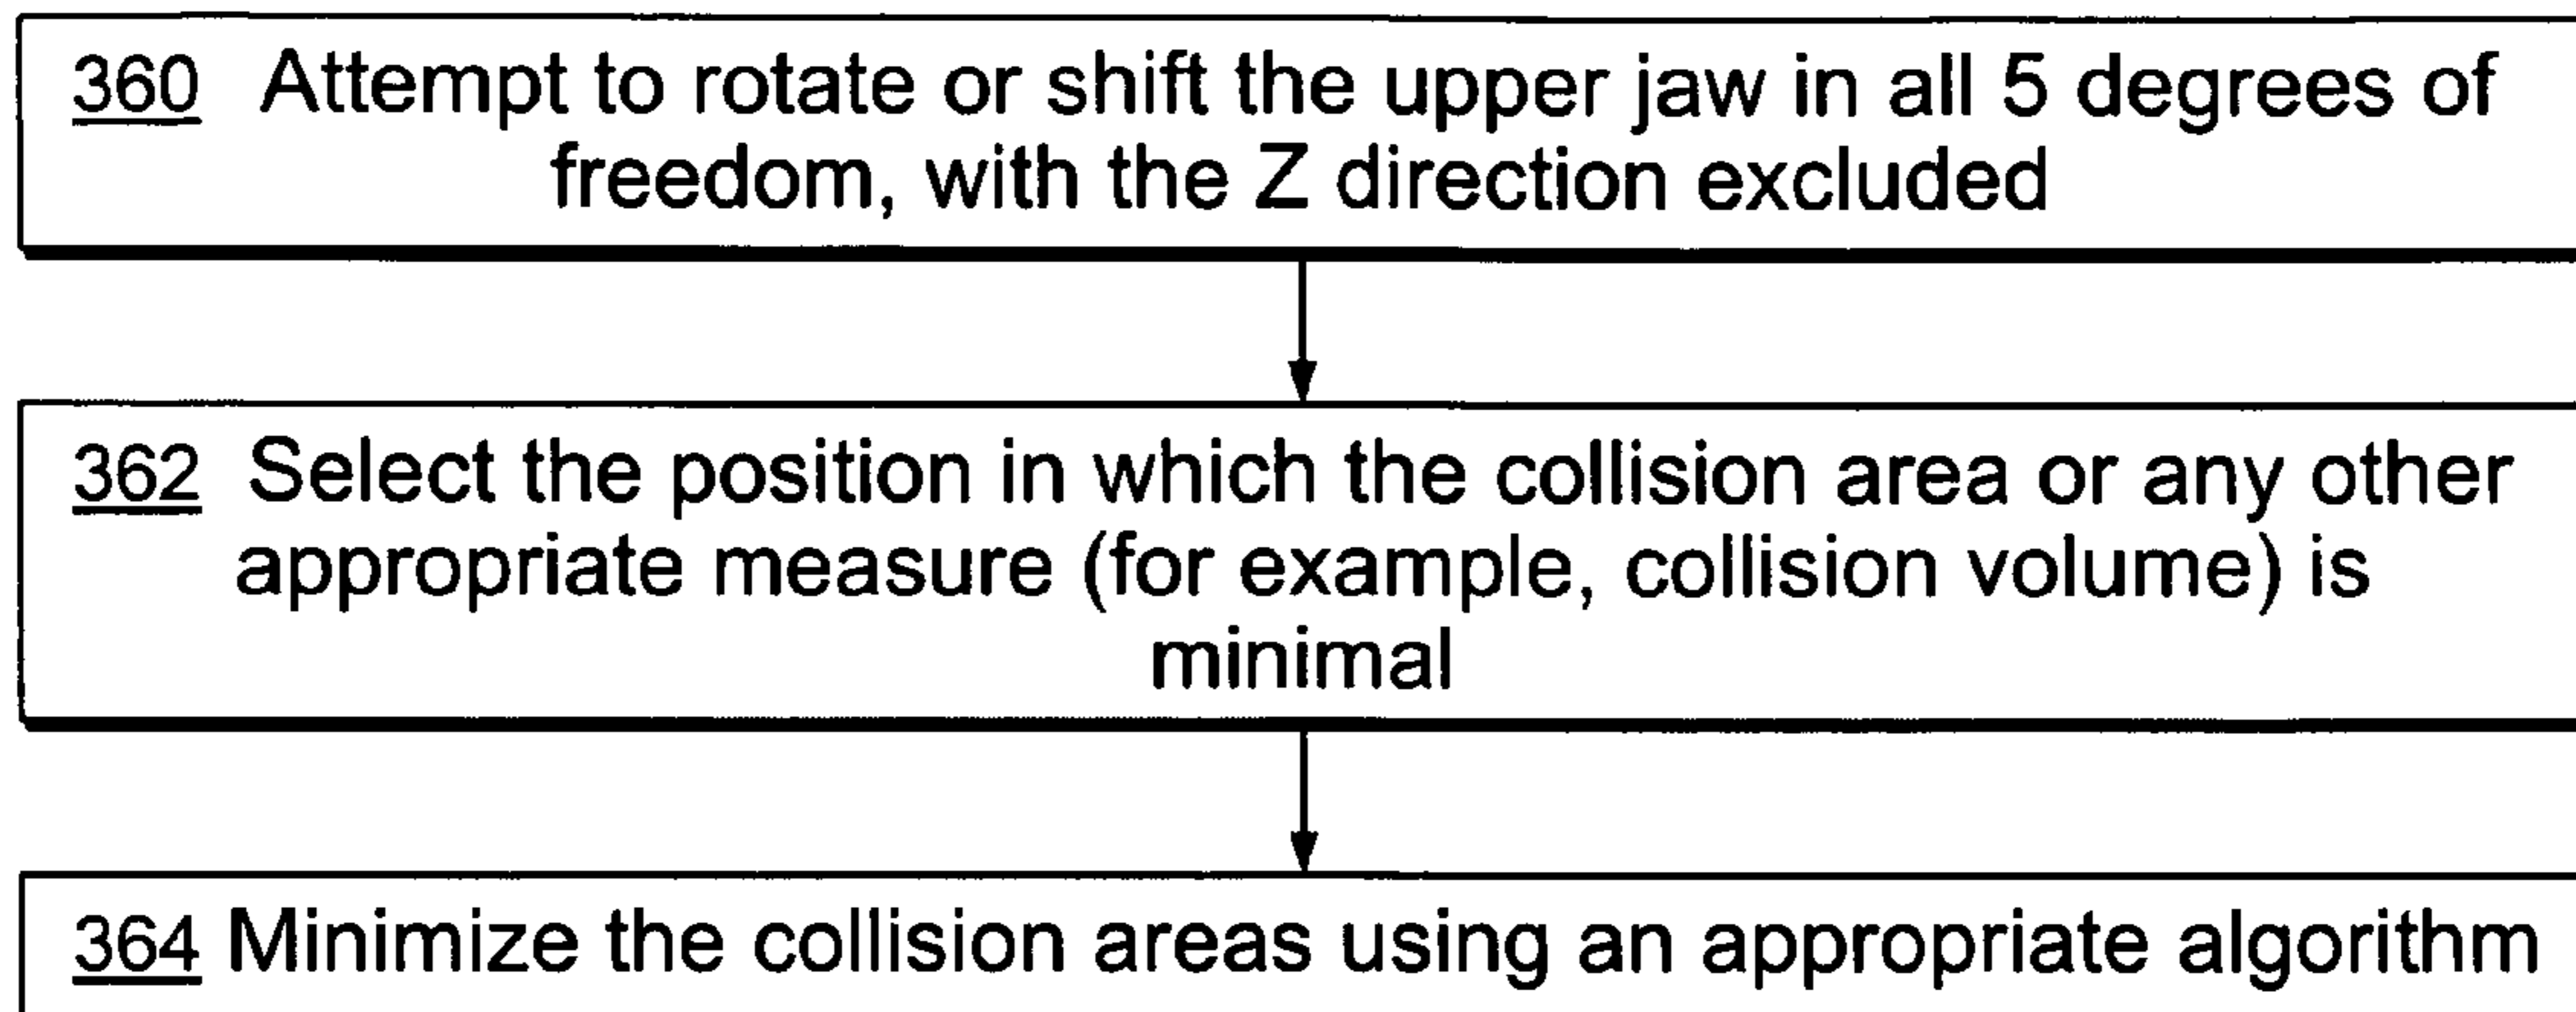 360 Attempt to rotate or shift the upper jaw in all 5 degrees of
freedom, with the Z direction excluded
362 Select the position in which the collision area or any other
appropriate measure (for example, collision volume) is
minimal
364 Minimize the collision areas using an appropriate algorithm